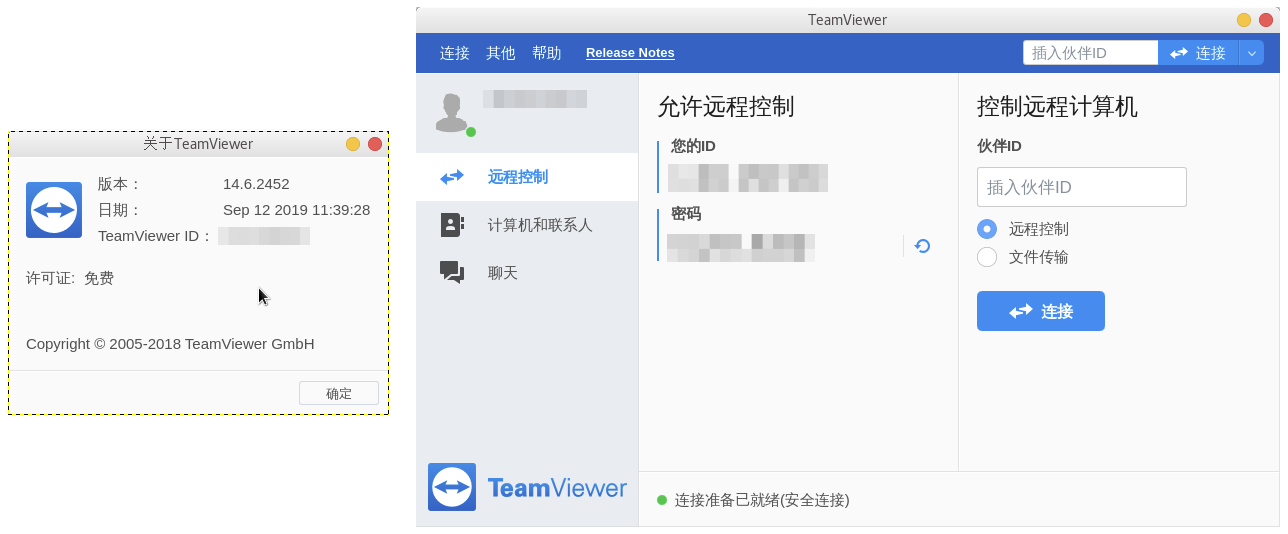 关于TeamViewer
版本： 14.6.2452
日期： Sep 12 2019 11:39:28
TeamViewer ID：
许可证: 免费
Copyright © 2005-2018 TeamViewer GmbH
确定
TeamViewer
连接 其他 帮助 Release Notes 插入伙伴ID 连接
远程控制
计算机和联系人
聊天
TeamViewer
允许远程控制
您的ID
密码
控制远程计算机
伙伴ID
插入伙伴ID
远程控制
文件传输
连接
连接准备已就绪(安全连接)